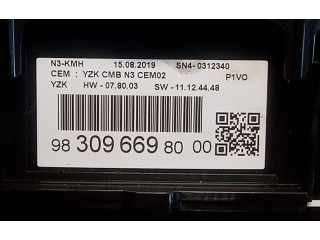 N3-KMH 15.08.2019 SN4- 0312340
CEM : YZK CMB N3 CEM02 P1VO
YZK HW - 07.80.03 SW - 11.12.44.48
98 309 669 80 00